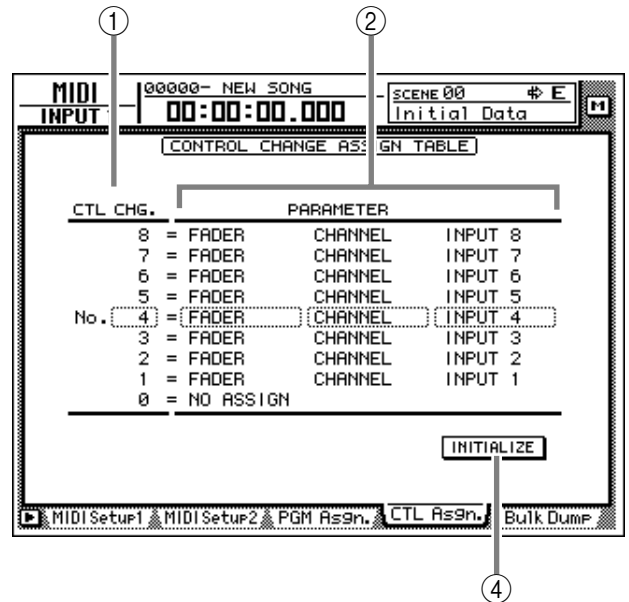 ① ②
MIDI 00000- NEW SONG SCENE 00 E M
INPUT 00:00:00.000 Initial Data
CONTROL CHANGE ASSIGN TABLE
CTL CHG. PARAMETER
8 = FADER CHANNEL INPUT 8
7 = FADER CHANNEL INPUT 7
6 = FADER CHANNEL INPUT 6
5 = FADER CHANNEL INPUT 5
No. 4 = FADER CHANNEL INPUT 4
3 = FADER CHANNEL INPUT 3
2 = FADER CHANNEL INPUT 2
1 = FADER CHANNEL INPUT 1
0 = NO ASSIGN
INITIALIZE
MIDI Setup1 MIDI Setup2 PGM Asgn. CTL Asgn. Bulk Dump
④